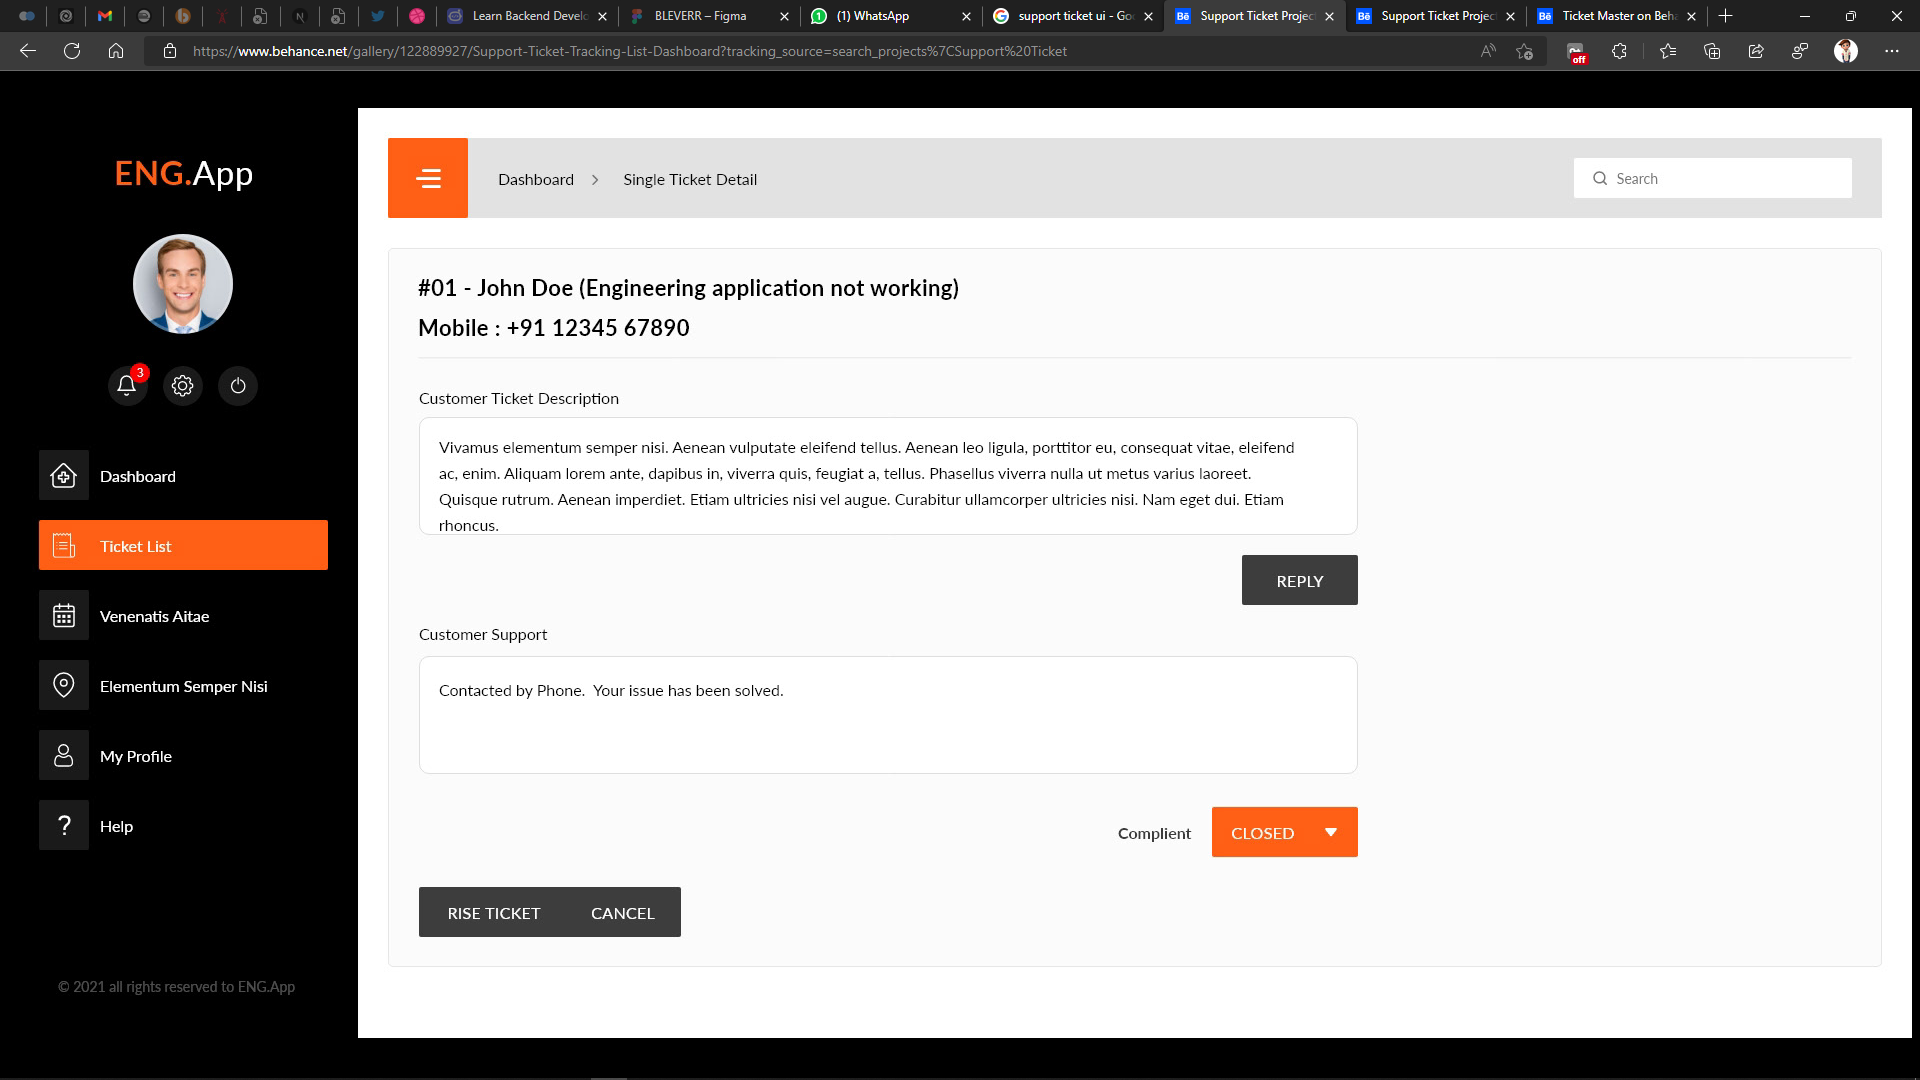 Learn Backend Develo
BLEVERR – Figma
(1) WhatsApp
support ticket ui - Go
Support Ticket Projec
Support Ticket Projec
Ticket Master on Beh
https://www.behance.net/gallery/122889927/Support-Ticket-Tracking-List-Dashboard?tracking_source=search_projects%7CSupport%20Ticket
off
ENG.App
3
Dashboard
Ticket List
Venenatis Aitae
Elementum Semper Nisi
My Profile
Help
© 2021 all rights reserved to ENG.App
Dashboard > Single Ticket Detail
Search
#01 - John Doe (Engineering application not working)
Mobile : +91 12345 67890
Customer Ticket Description
Vivamus elementum semper nisi. Aenean vulputate eleifend tellus. Aenean leo ligula, porttitor eu, consequat vitae, eleifend
ac, enim. Aliquam lorem ante, dapibus in, viverra quis, feugiat a, tellus. Phasellus viverra nulla ut metus varius laoreet.
Quisque rutrum. Aenean imperdiet. Etiam ultricies nisi vel augue. Curabitur ullamcorper ultricies nisi. Nam eget dui. Etiam
rhoncus.
REPLY
Customer Support
Contacted by Phone.  Your issue has been solved.
Complient
CLOSED
RISE TICKET
CANCEL